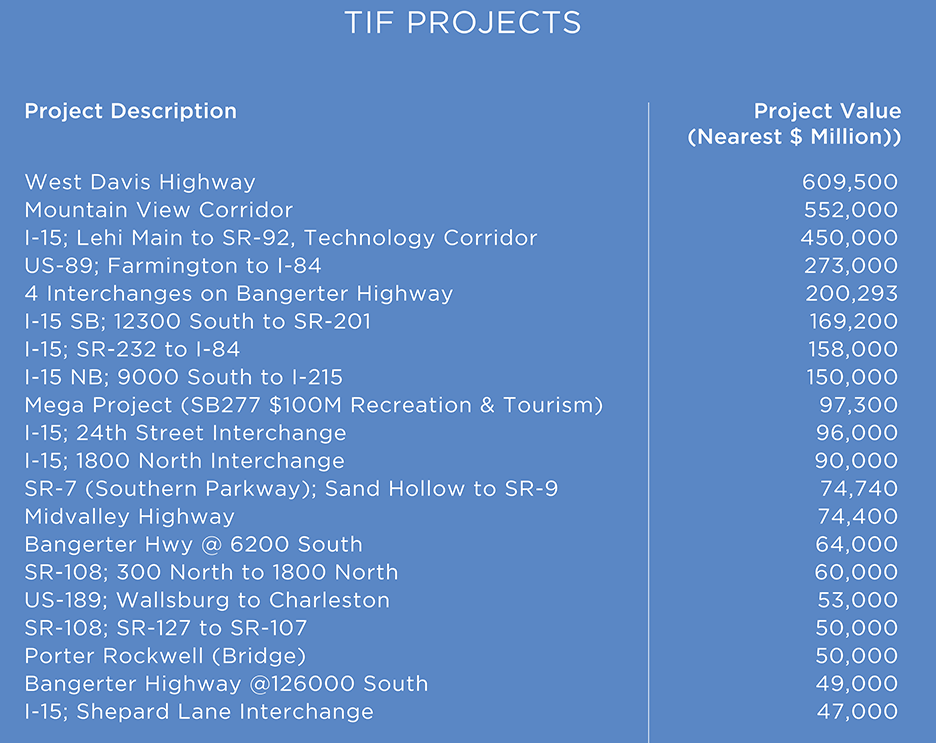 TIF PROJECTS
Project Description Project Value
(Nearest $ Million))
West Davis Highway 609,500
Mountain View Corridor 552,000
I-15; Lehi Main to SR-92, Technology Corridor 450,000
US-89; Farmington to I-84 273,000
4 Interchanges on Bangerter Highway 200,293
I-15 SB; 12300 South to SR-201 169,200
I-15; SR-232 to I-84 158,000
I-15 NB; 9000 South to I-215 150,000
Mega Project (SB277 $100M Recreation & Tourism) 97,300
I-15; 24th Street Interchange 96,000
I-15; 1800 North Interchange 90,000
SR-7 (Southern Parkway); Sand Hollow to SR-9 74,740
Midvalley Highway 74,400
Bangerter Hwy @ 6200 South 64,000
SR-108; 300 North to 1800 North 60,000
US-189; Wallsburg to Charleston 53,000
SR-108; SR-127 to SR-107 50,000
Porter Rockwell (Bridge) 50,000
Bangerter Highway @126000 South 49,000
I-15; Shepard Lane Interchange 47,000